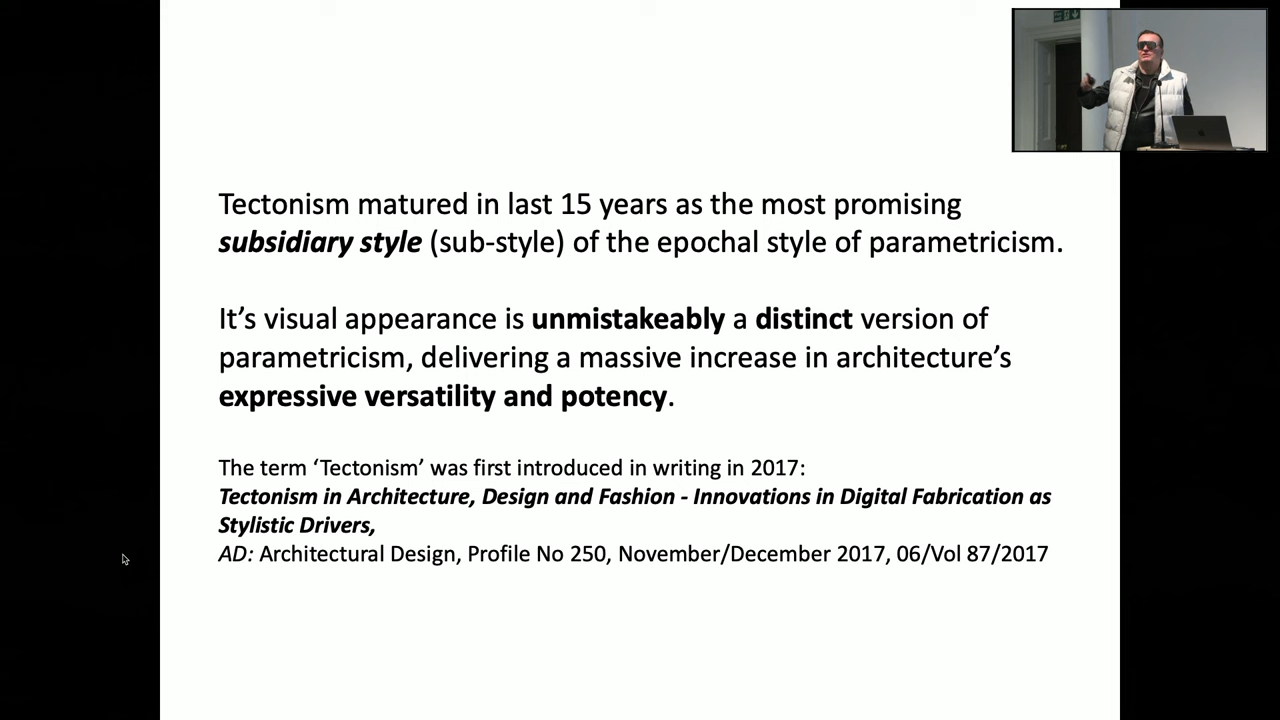 Tectonism matured in last 15 years as the most promising
subsidiary style (sub-style) of the epochal style of parametricism.
It’s visual appearance is unmistakeably a distinct version of
parametricism, delivering a massive increase in architecture’s
expressive versatility and potency.
The term ‘Tectonism’ was first introduced in writing in 2017:
Tectonism in Architecture, Design and Fashion - Innovations in Digital Fabrication as
Stylistic Drivers,
AD: Architectural Design, Profile No 250, November/December 2017, 06/Vol 87/2017